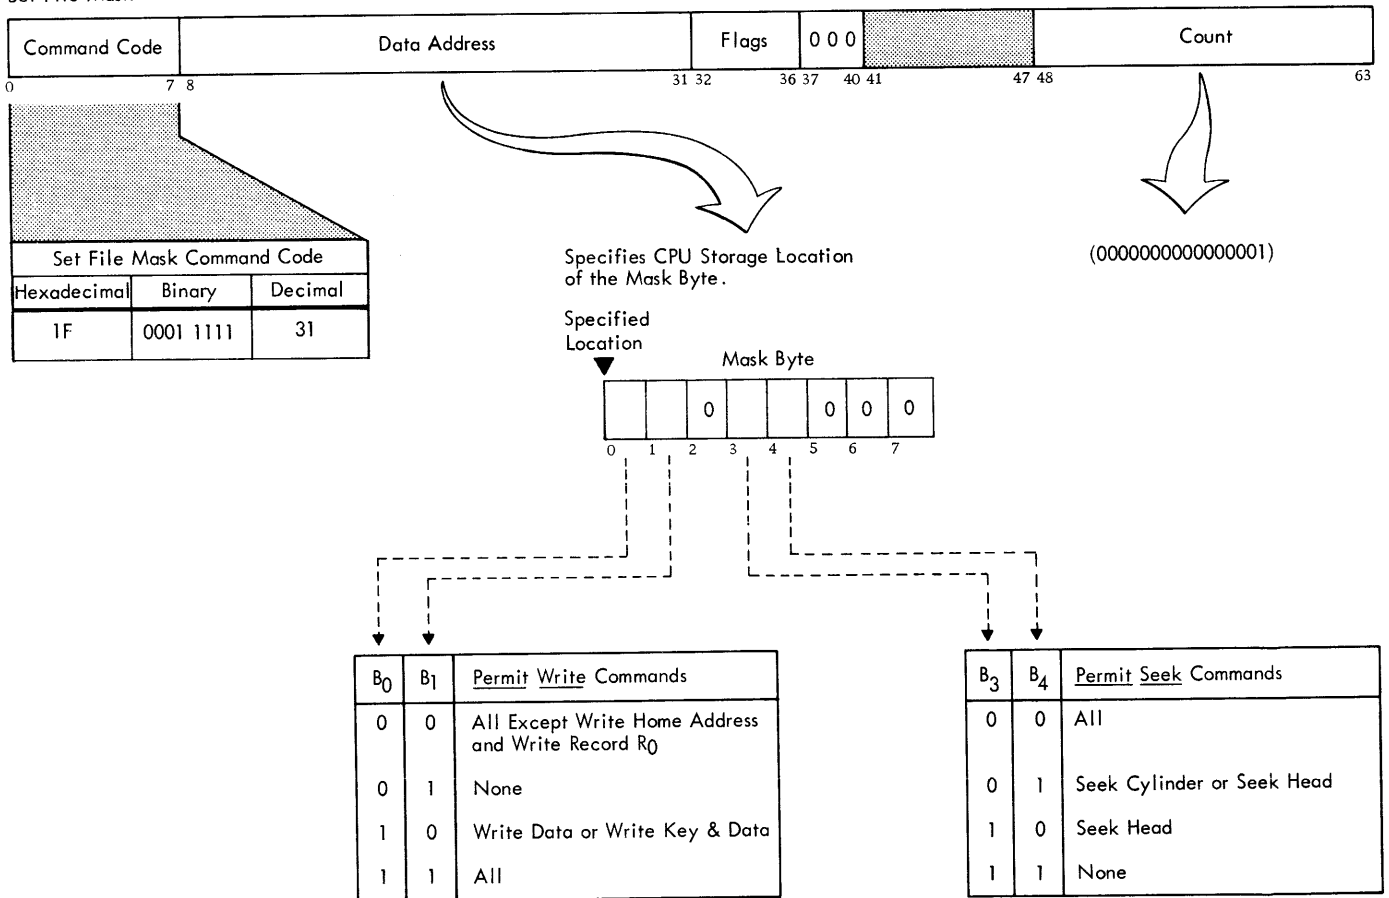 Command Code Data Address Flags 0 0 0 Count
0 7 8 31 32 36 37 40 41 47 48 63
Set File Mask Command Code
Hexadecimal Binary Decimal
1F 0001 1111 31
Specifies CPU Storage Location
of the Mask Byte.
(0000000000000001)
Specified
Location
Mask Byte
0 0 0 0
0 1 2 3 4 5 6 7
B0 B1 Permit Write Commands
0 0 All Except Write Home Address
and Write Record R0
0 1 None
1 0 Write Data or Write Key & Data
1 1 All
B3 B4 Permit Seek Commands
0 0 All
0 1 Seek Cylinder or Seek Head
1 0 Seek Head
1 1 None